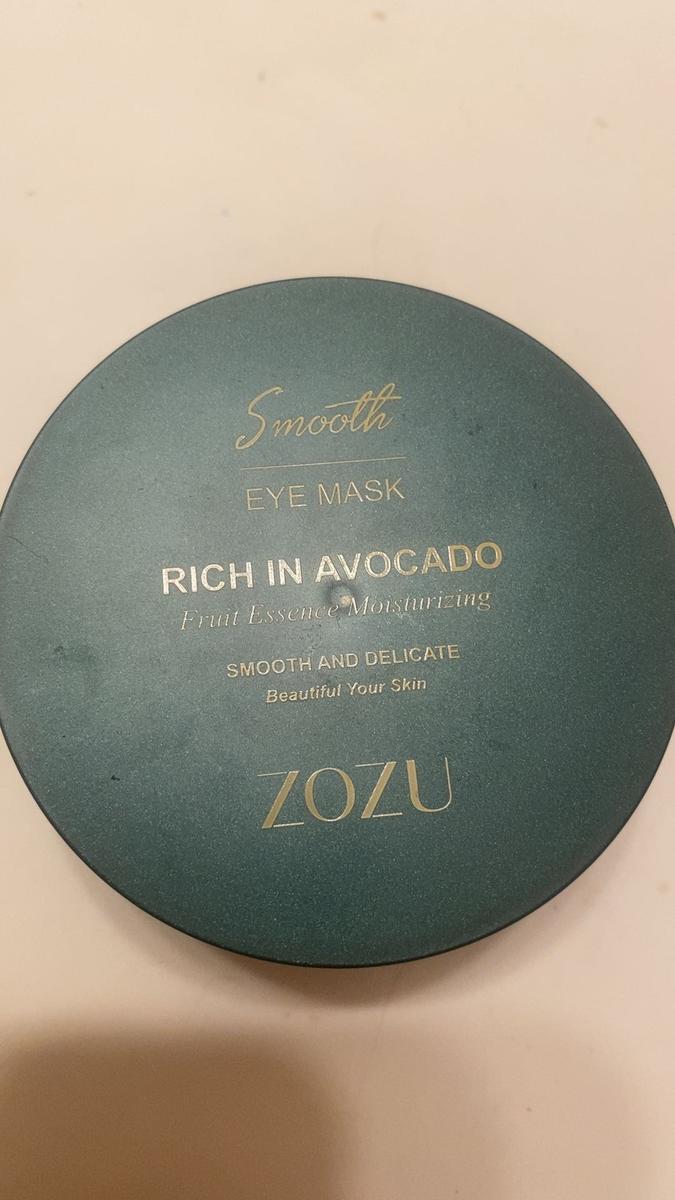 Smooth
EYE MASK
RICH IN AVOCADO
Fruit Essence Moisturizing
SMOOTH AND DELICATE
Beautiful Your Skin
ZOZU